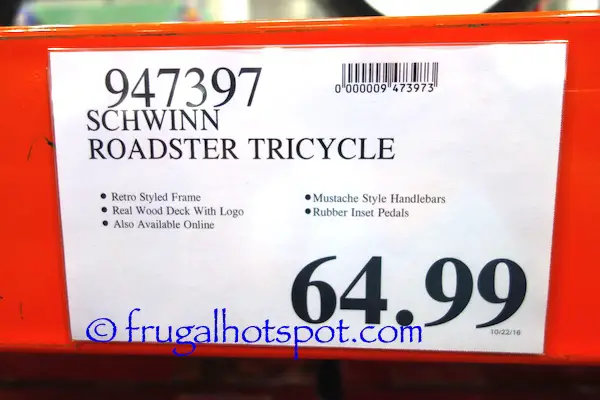 947397
0 000009 473973
SCHWINN
ROADSTER TRICYCLE
• Retro Styled Frame
• Real Wood Deck With Logo
• Also Available Online
• Mustache Style Handlebars
• Rubber Inset Pedals
64.99
10/22/16
© frugalhotspot.com